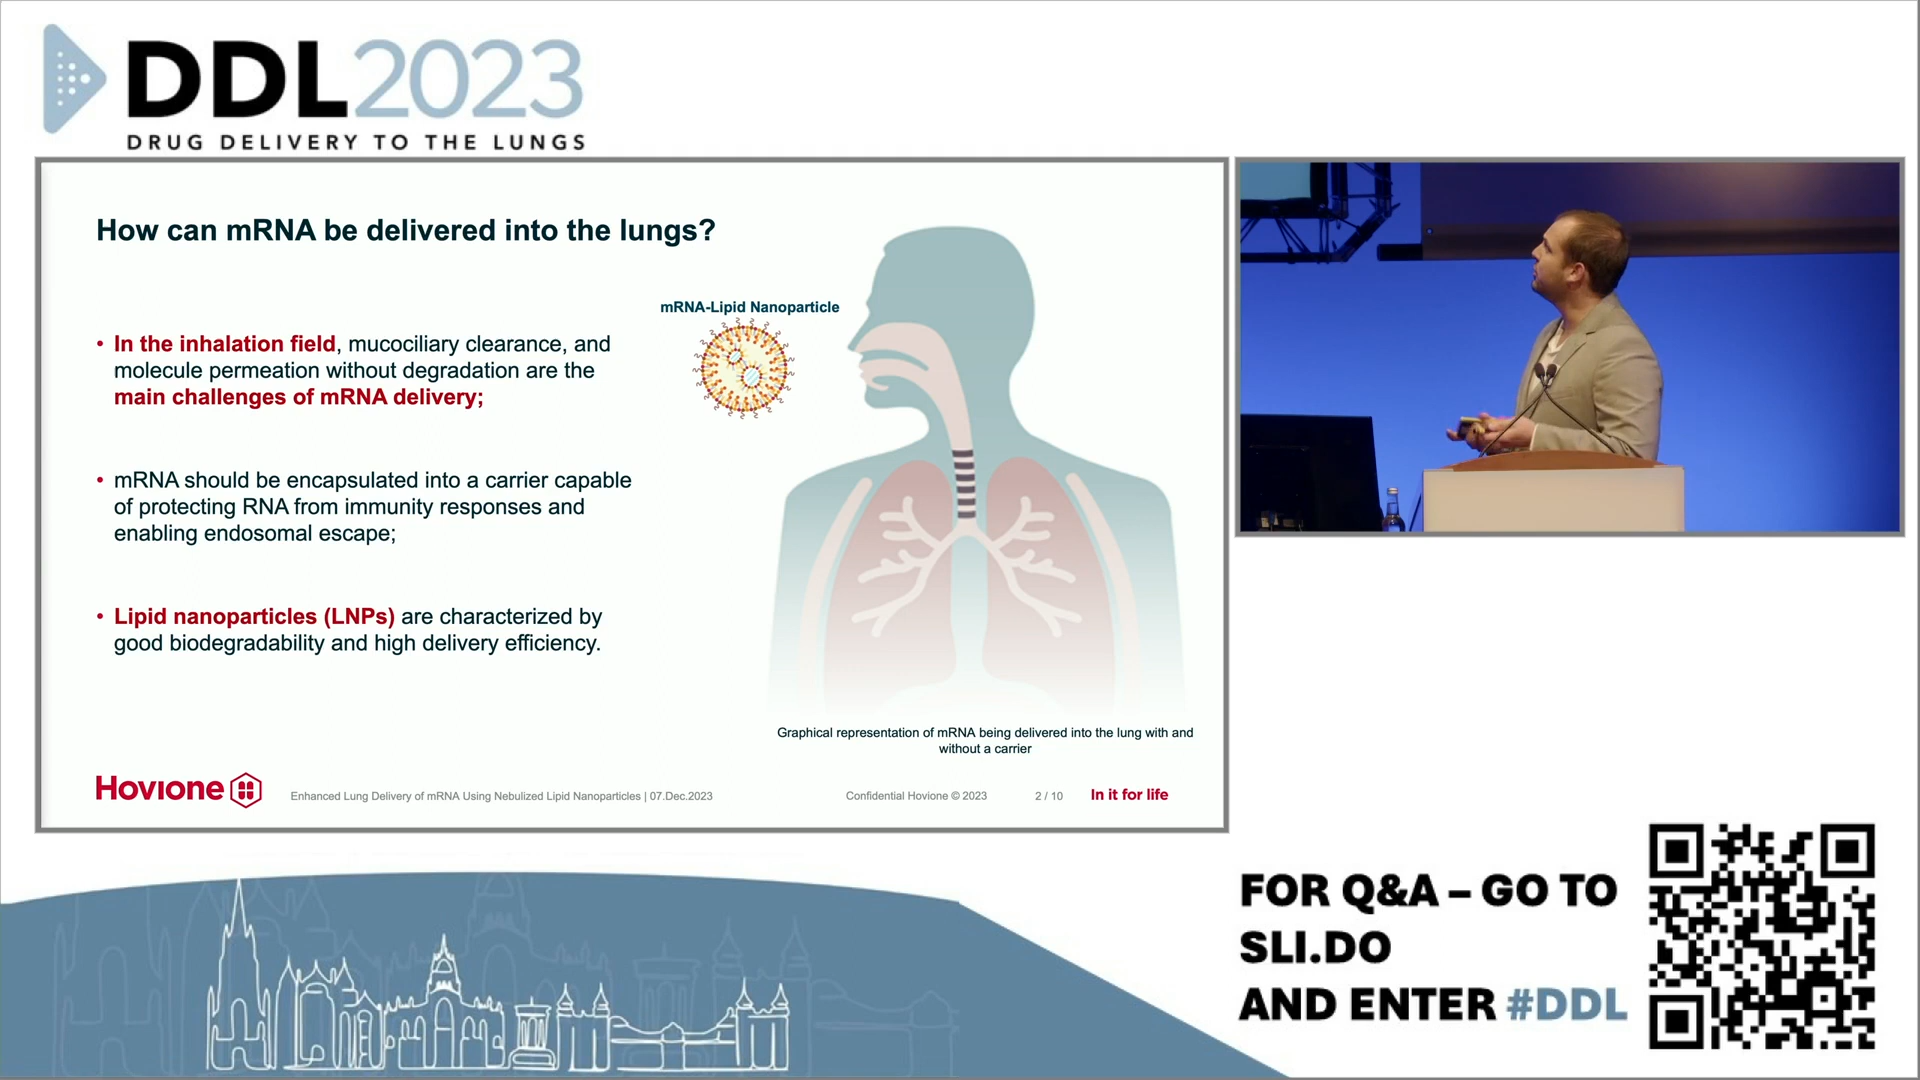 DDL2023
DRUG DELIVERY TO THE LUNGS
How can mRNA be delivered into the lungs?
mRNA-Lipid Nanoparticle
• In the inhalation field, mucociliary clearance, and
molecule permeation without degradation are the
main challenges of mRNA delivery;
• mRNA should be encapsulated into a carrier capable
of protecting RNA from immunity responses and
enabling endosomal escape;
• Lipid nanoparticles (LNPs) are characterized by
good biodegradability and high delivery efficiency.
Graphical representation of mRNA being delivered into the lung with and
without a carrier
Hovione
Enhanced Lung Delivery of mRNA Using Nebulized Lipid Nanoparticles | 07.Dec.2023
Confidential Hovione © 2023
2 / 10
In it for life
FOR Q&A – GO TO
SLI.DO
AND ENTER #DDL